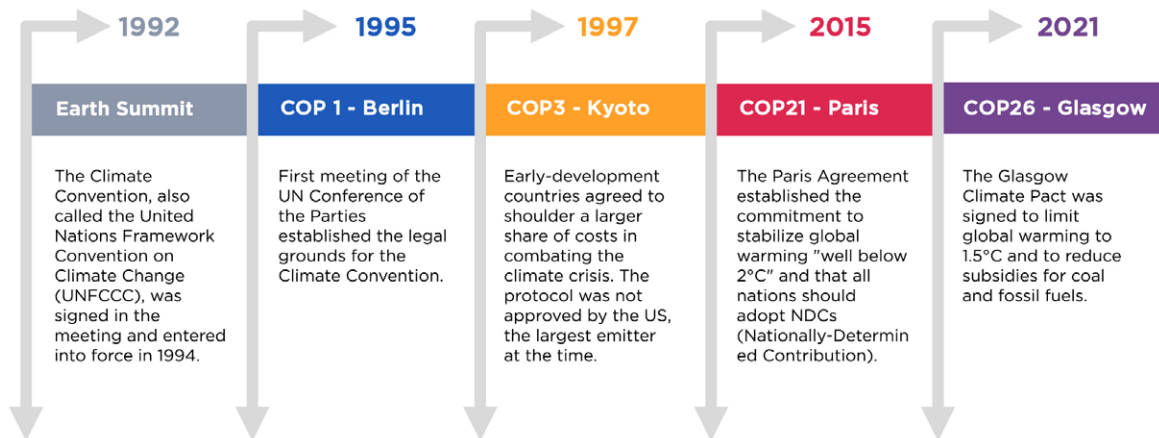 1992
1995
1997
2015
2021
Earth Summit
COP 1 - Berlin
COP3 - Kyoto
COP21 - Paris
COP26 - Glasgow
The Climate
Convention, also
called the United
Nations Framework
Convention on
Climate Change
(UNFCCC), was
signed in the
meeting and entered
into force in 1994.
First meeting of the
UN Conference of
the Parties
established the legal
grounds for the
Climate Convention.
Early-development
countries agreed to
shoulder a larger
share of costs in
combating the
climate crisis. The
protocol was not
approved by the US,
the largest emitter
at the time.
The Paris Agreement
established the
commitment to
stabilize global
warming "well below
2°C" and that all
nations should
adopt NDCs
(Nationally-Determin
ed Contribution).
The Glasgow
Climate Pact was
signed to limit
global warming to
1.5°C and to reduce
subsidies for coal
and fossil fuels.